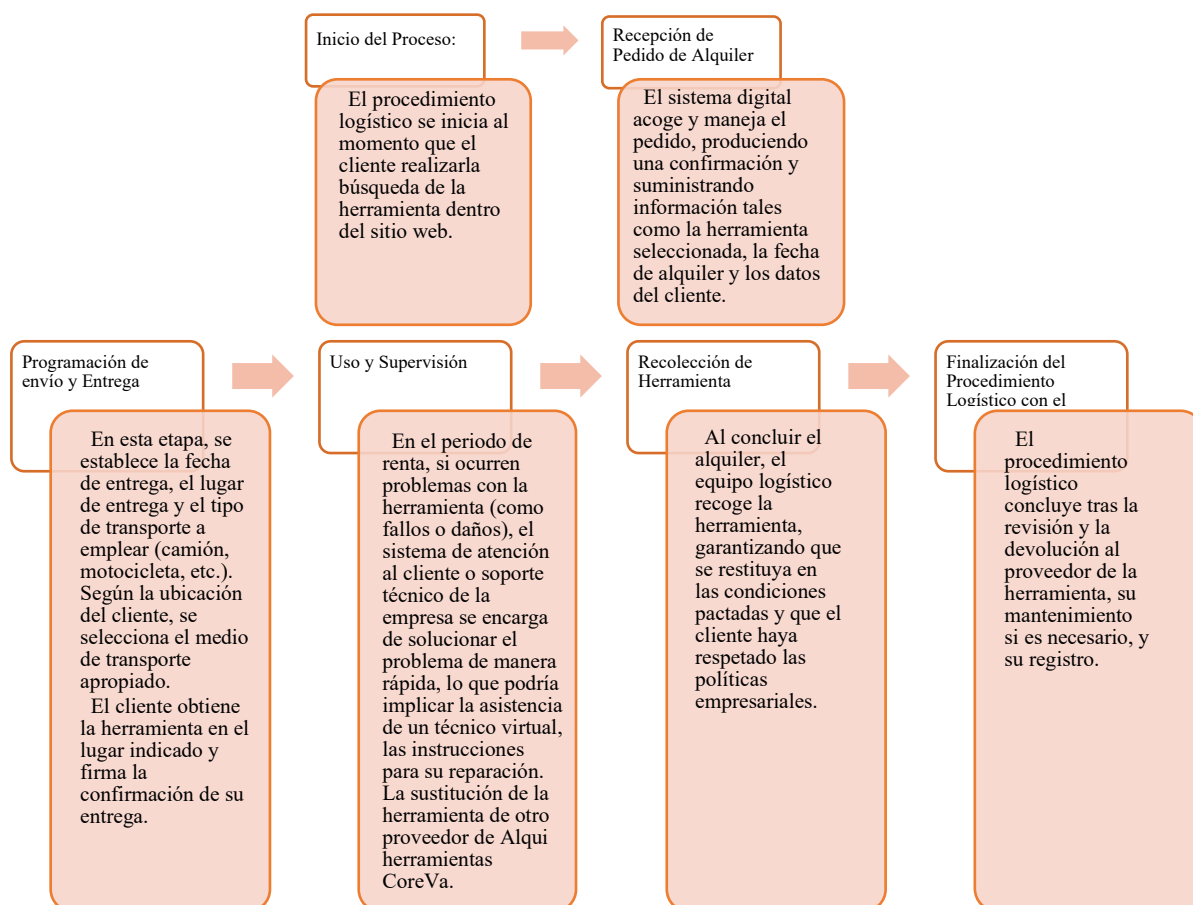 Inicio del Proceso:
El procedimiento
logístico se inicia al
momento que el
cliente realizarla
búsqueda de la
herramienta dentro
del sitio web.
Recepción de
Pedido de Alquiler
El sistema digital
acoge y maneja el
pedido, produciendo
una confirmación y
suministrando
información tales
como la herramienta
seleccionada, la fecha
de alquiler y los datos
del cliente.
Programación de
envío y Entrega
En esta etapa, se
establece la fecha
de entrega, el lugar
de entrega y el tipo
de transporte a
emplear (camión,
motocicleta, etc.).
Según la ubicación
del cliente, se
selecciona el medio
de transporte
apropiado.
El cliente obtiene
la herramienta en el
lugar indicado y
firma la
confirmación de su
entrega.
Uso y Supervisión
En el periodo de
renta, si ocurren
problemas con la
herramienta (como
fallos o daños), el
sistema de atención
al cliente o soporte
técnico de la
empresa se encarga
de solucionar el
problema de manera
rápida, lo que podría
implicar la asistencia
de un técnico virtual,
las instrucciones
para su reparación.
La sustitución de la
herramienta de otro
proveedor de Alqui
herramientas
CoreVa.
Recolección de
Herramienta
Al concluir el
alquiler, el
equipo logístico
recoge la
herramienta,
garantizando que
se restituya en
las condiciones
pactadas y que el
cliente haya
respetado las
políticas
empresariales.
Finalización del
Procedimiento
Logístico con el
El
procedimiento
logístico
concluye tras la
revisión y la
devolución al
proveedor de la
herramienta, su
mantenimiento
si es necesario, y
su registro.